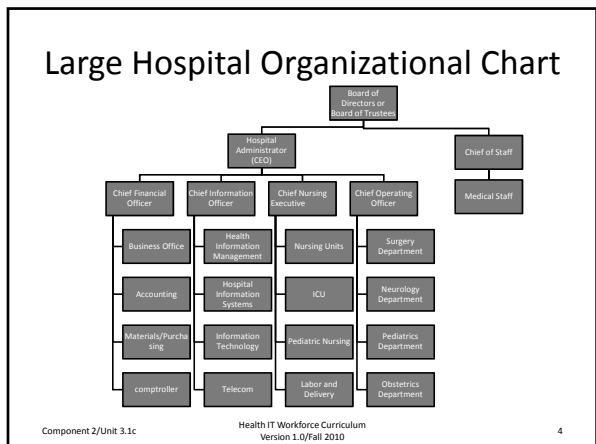 Large Hospital Organizational Chart
Board of
Directors or
Board of Trustees
Hospital
Administrator
(CEO)
Chief of Staff
Medical Staff
Chief Financial
Officer
Chief Information
Officer
Chief Nursing
Executive
Chief Operating
Officer
Business Office
Accounting
Materials/Purcha
sing
comptroller
Health
Information
Management
Hospital
Information
Systems
Information
Technology
Telecom
Nursing Units
ICU
Pediatric Nursing
Labor and
Delivery
Surgery
Department
Neurology
Department
Pediatrics
Department
Obstetrics
Department
Component 2/Unit 3.1c
Health IT Workforce Curriculum
Version 1.0/Fall 2010
4